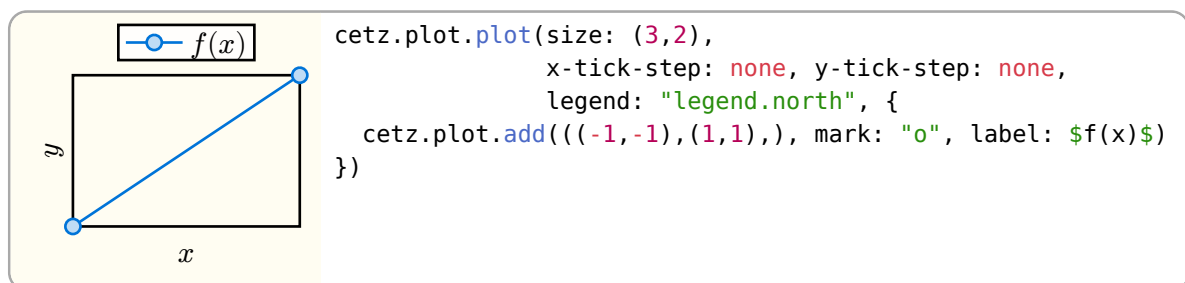 f(x)
y
x
cetz.plot.plot(size: (3,2),
x-tick-step: none, y-tick-step: none,
legend: "legend.north", {
cetz.plot.add(((-1,-1),(1,1),), mark: "o", label: $f(x)$)
})